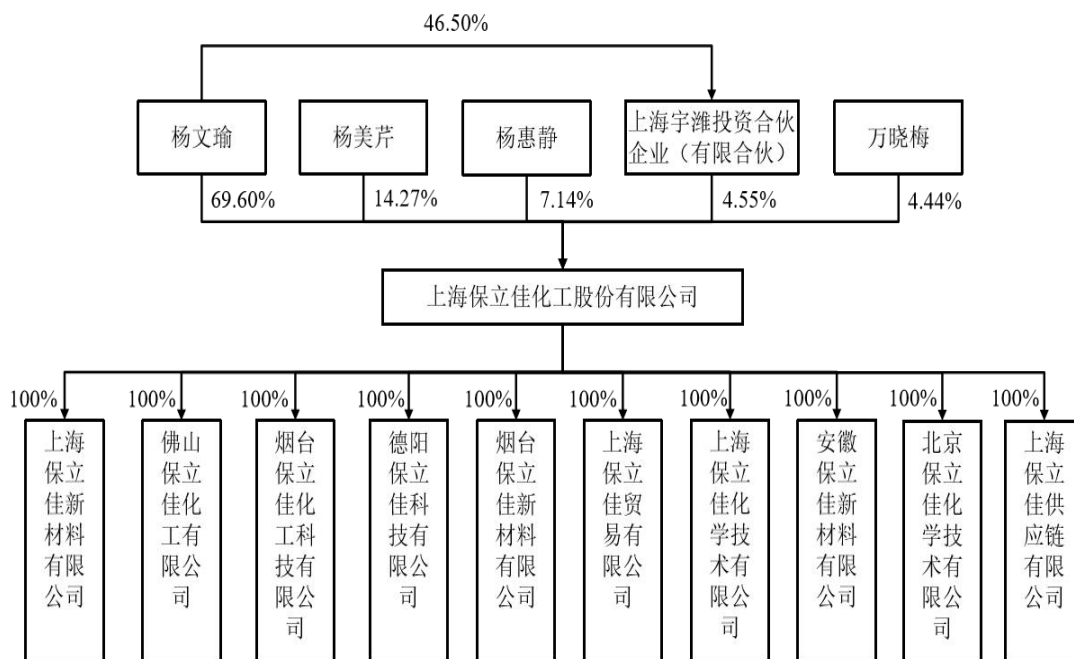 46.50%
杨文瑜
杨美芹
杨惠静
上海宇潍投资合伙
企业（有限合伙）
万晓梅
69.60%
14.27%
7.14%
4.55%
4.44%
上海保立佳化工股份有限公司
100%
100%
100%
100%
100%
100%
100%
100%
100%
100%
上海
保立
佳新
材料
有限
公司
佛山
保立
佳化
工有
限公
司
烟台
保立
佳化
工科
技有
限公
司
德阳
保立
佳科
技有
限公
司
烟台
保立
佳新
材料
有限
公司
上海
保立
佳贸
易有
限公
司
上海
保立
佳化
学技
术有
限公
司
安徽
保立
佳新
材料
有限
公司
北京
保立
佳化
学技
术有
限公
司
上海
保立
佳供
应链
有限
公司